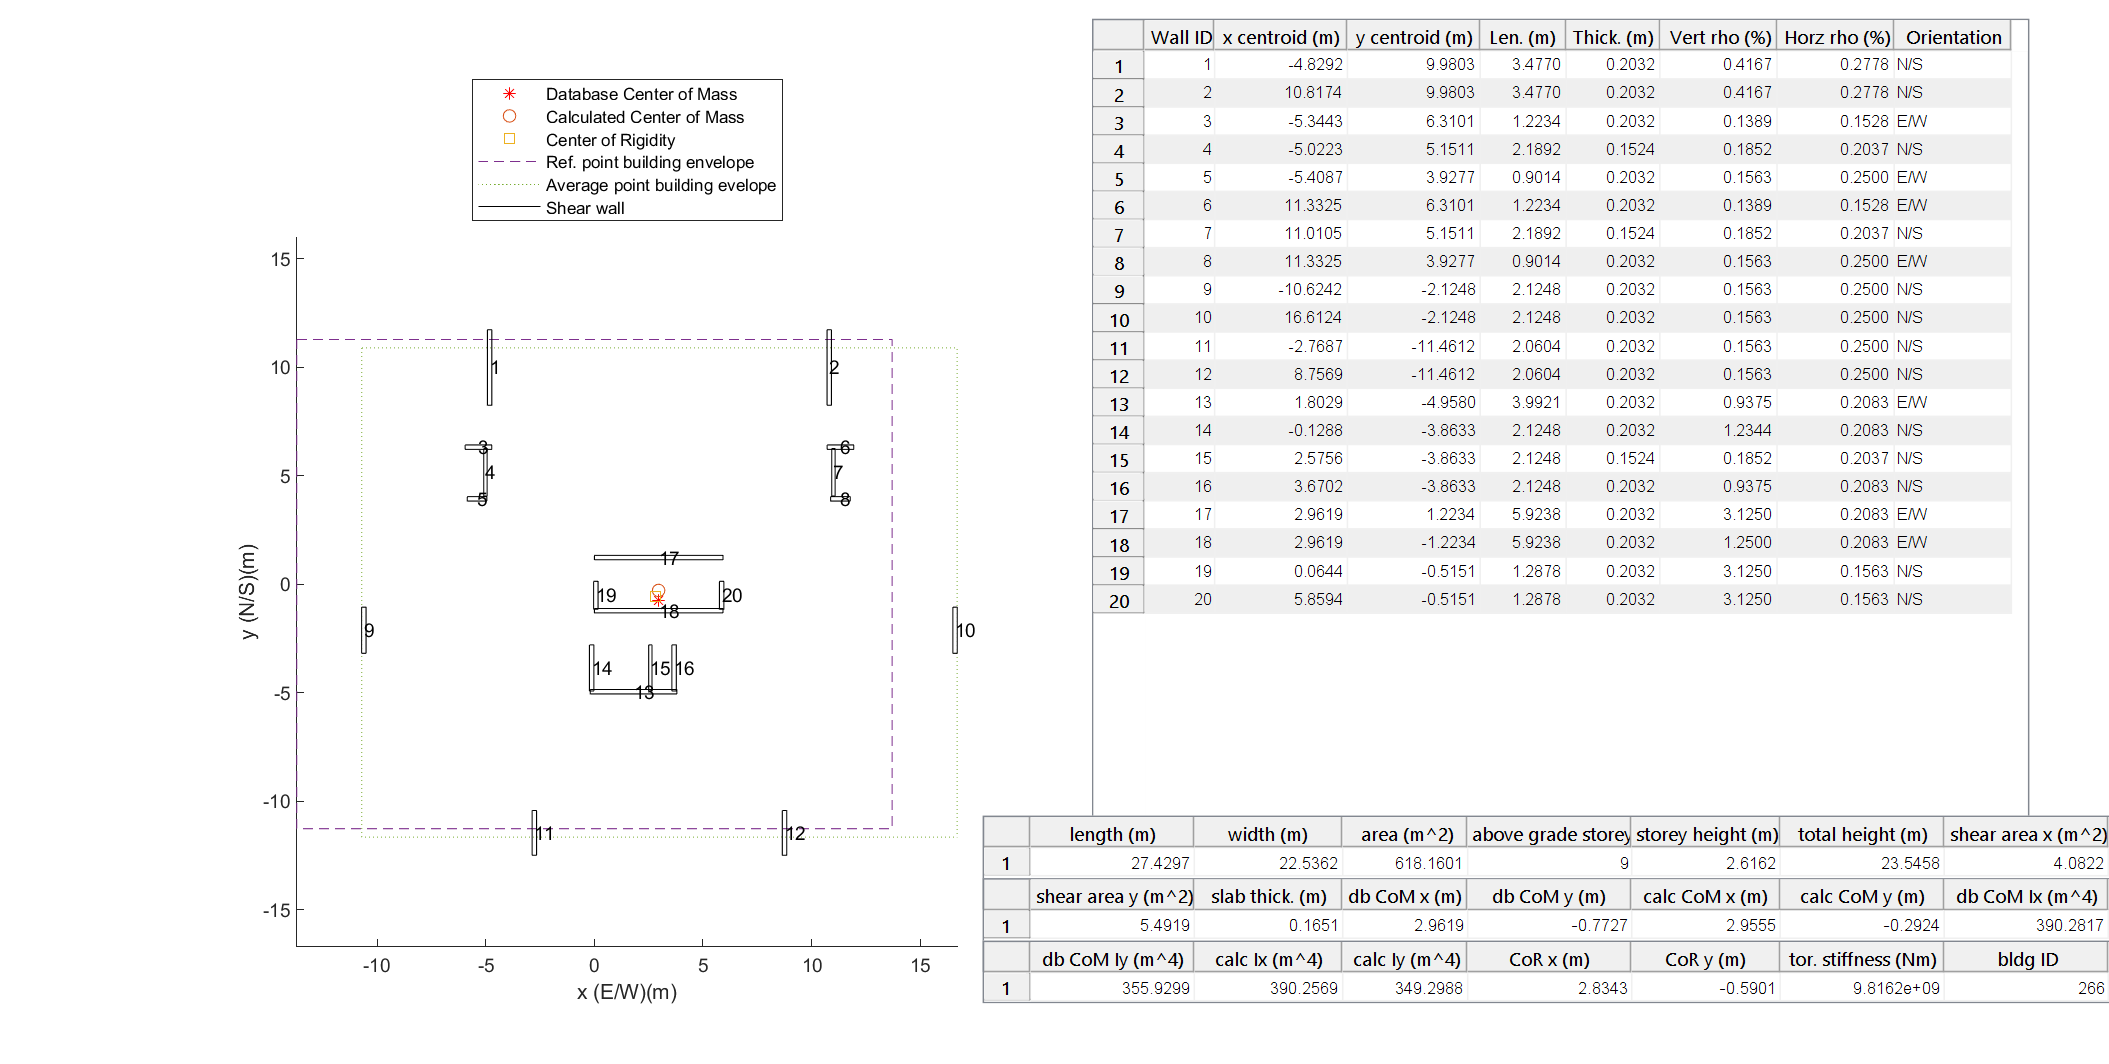 Database Center of Mass
Calculated Center of Mass
Center of Rigidity
Ref. point building envelope
Average point building evelope
Shear wall
15
10
5
0
-5
-10
-15
-10
-5
0
5
10
15
y (N/S)(m)
x (E/W)(m)
1
2
3
4
5
6
7
8
9
10
11
12
13
14
15
16
17
18
19
20
Wall ID x centroid (m) y centroid (m) Len. (m) Thick. (m) Vert rho (%) Horz rho (%) Orientation
1 1 -4.8292 9.9803 3.4770 0.2032 0.4167 0.2778 N/S
2 2 10.8174 9.9803 3.4770 0.2032 0.4167 0.2778 N/S
3 3 -5.3443 6.3101 1.2234 0.2032 0.1389 0.1528 E/W
4 4 -5.0223 5.1511 2.1892 0.1524 0.1852 0.2037 N/S
5 5 -5.4087 3.9277 0.9014 0.2032 0.1563 0.2500 E/W
6 6 11.3325 6.3101 1.2234 0.2032 0.1389 0.1528 E/W
7 7 11.0105 5.1511 2.1892 0.1524 0.1852 0.2037 N/S
8 8 11.3325 3.9277 0.9014 0.2032 0.1563 0.2500 E/W
9 9 -10.6242 -2.1248 2.1248 0.2032 0.1563 0.2500 N/S
10 10 16.6124 -2.1248 2.1248 0.2032 0.1563 0.2500 N/S
11 11 -2.7687 -11.4612 2.0604 0.2032 0.1563 0.2500 N/S
12 12 8.7569 -11.4612 2.0604 0.2032 0.1563 0.2500 N/S
13 13 1.8029 -4.9580 3.9921 0.2032 0.9375 0.2083 E/W
14 14 -0.1288 -3.8633 2.1248 0.2032 1.2344 0.2083 N/S
15 15 2.5756 -3.8633 2.1248 0.1524 0.1852 0.2037 N/S
16 16 3.6702 -3.8633 2.1248 0.2032 0.9375 0.2083 N/S
17 17 2.9619 1.2234 5.9238 0.2032 3.1250 0.2083 E/W
18 18 2.9619 -1.2234 5.9238 0.2032 1.2500 0.2083 E/W
19 19 0.0644 -0.5151 1.2878 0.2032 3.1250 0.1563 N/S
20 20 5.8594 -0.5151 1.2878 0.2032 3.1250 0.1563 N/S
length (m) width (m) area (m^2) above grade storey storey height (m) total height (m) shear area x (m^2)
1 27.4297 22.5362 618.1601 9 2.6162 23.5458 4.0822
shear area y (m^2) slab thick. (m) db CoM x (m) db CoM y (m) calc CoM x (m) calc CoM y (m) db CoM Ix (m^4)
1 5.4919 0.1651 2.9619 -0.7727 2.9555 -0.2924 390.2817
db CoM Iy (m^4) calc Ix (m^4) calc Iy (m^4) CoR x (m) CoR y (m) tor. stiffness (Nm) bldg ID
1 355.9299 390.2569 349.2988 2.8343 -0.5901 9.8162e+09 266